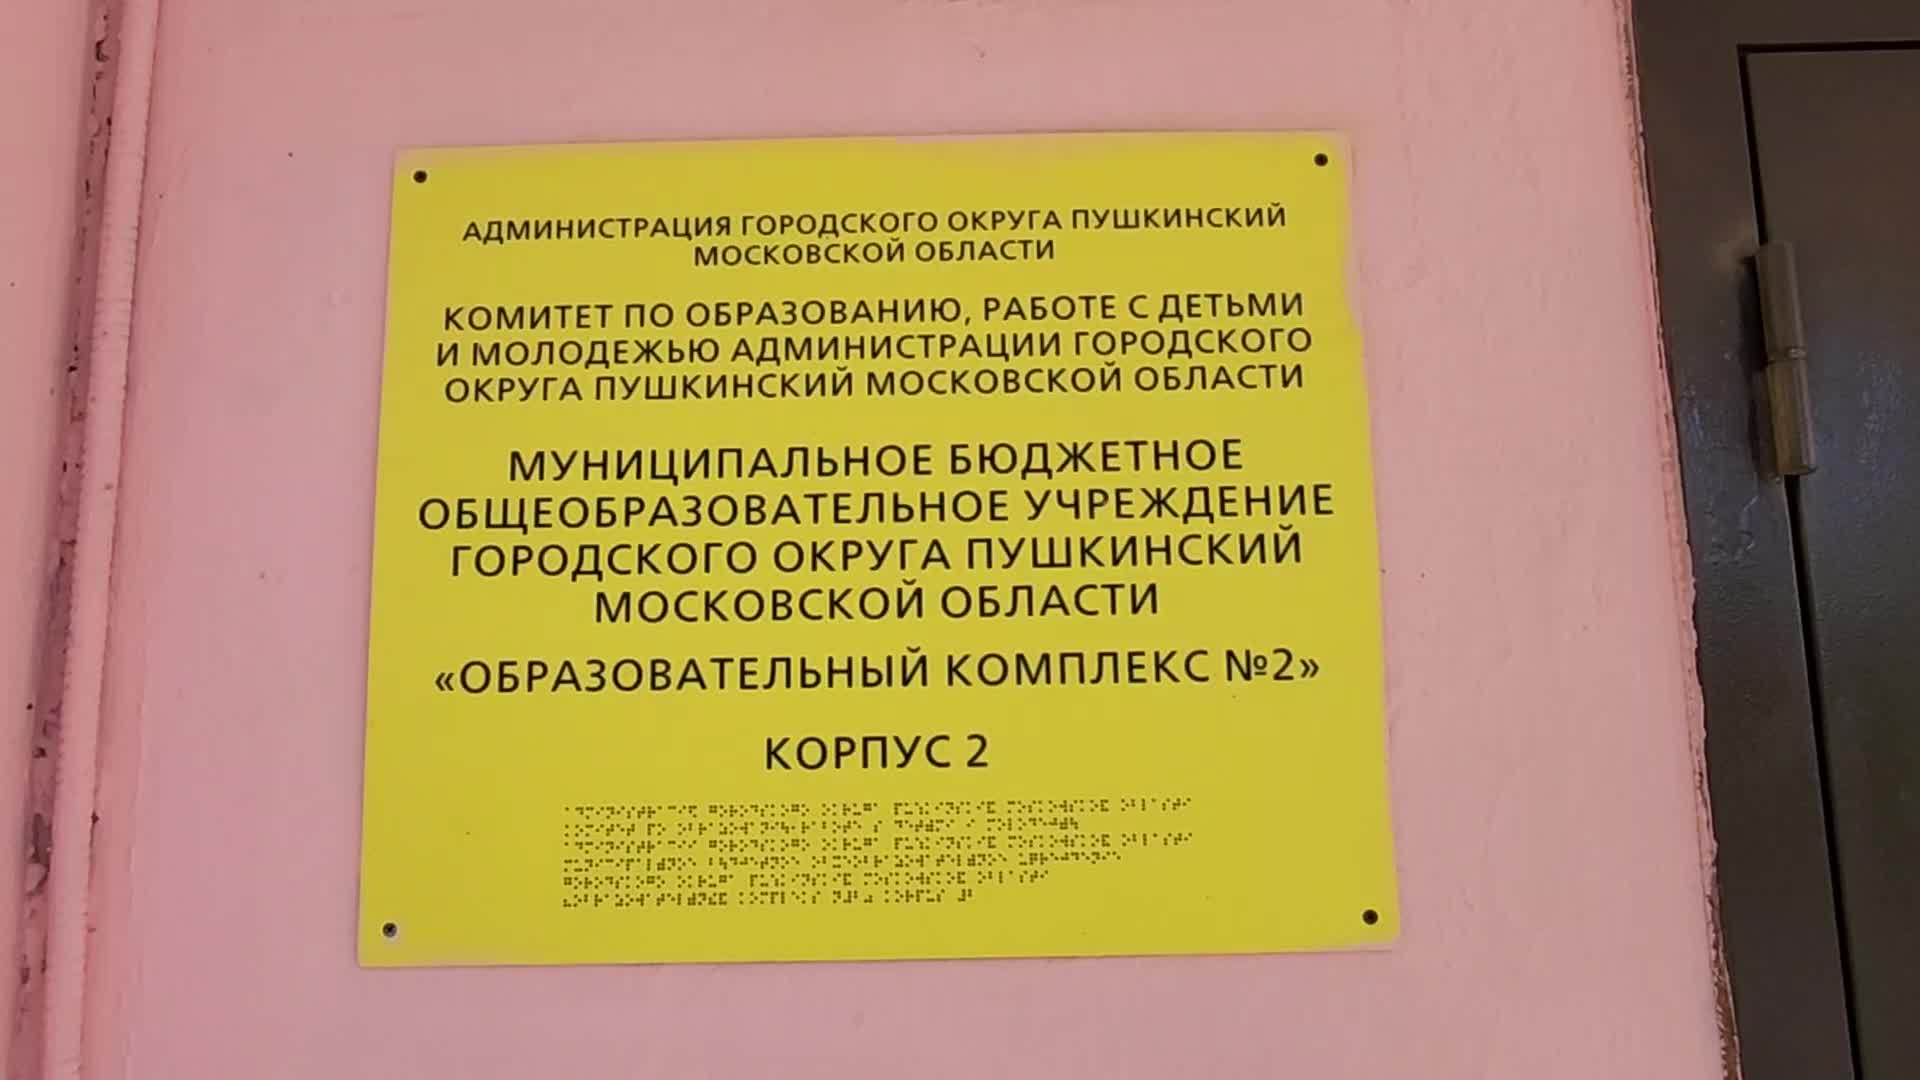 АДМИНИСТРАЦИЯ ГОРОДСКОГО ОКРУГА ПУШКИНСКИЙ
МОСКОВСКОЙ ОБЛАСТИ
КОМИТЕТ ПО ОБРАЗОВАНИЮ, РАБОТЕ С ДЕТЬМИ
И МОЛОДЕЖЬЮ АДМИНИСТРАЦИИ ГОРОДСКОГО
ОКРУГА ПУШКИНСКИЙ МОСКОВСКОЙ ОБЛАСТИ
МУНИЦИПАЛЬНОЕ БЮДЖЕТНОЕ
ОБЩЕОБРАЗОВАТЕЛЬНОЕ УЧРЕЖДЕНИЕ
ГОРОДСКОГО ОКРУГА ПУШКИНСКИЙ
МОСКОВСКОЙ ОБЛАСТИ
«ОБРАЗОВАТЕЛЬНЫЙ КОМПЛЕКС №2»
КОРПУС 2